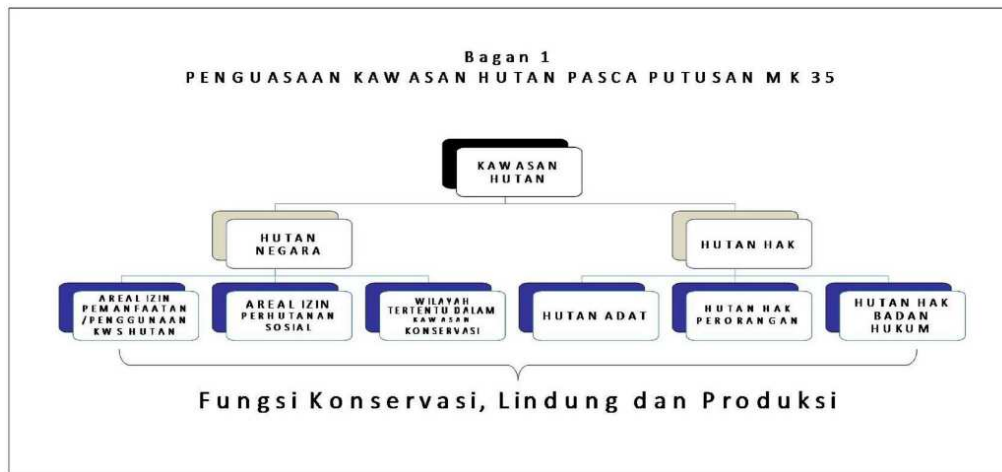 Bagan 1
PENGUASAAN KAWASAN HUTAN PASCA PUTUSAN MK 35
KAWASAN
HUTAN
HUTAN
NEGARA
HUTAN HAK
AREAL IZIN
PEMANFAATAN
/PENGGUNAAN
KWS HUTAN
AREAL IZIN
PERHUTANAN
SOSIAL
WILAYAH
TERTENTU DALAM
KAWASAN
KONSERVASI
HUTAN ADAT
HUTAN HAK
PERORANGAN
HUTAN HAK
BADAN
HUKUM
Fungsi Konservasi, Lindung dan Produksi